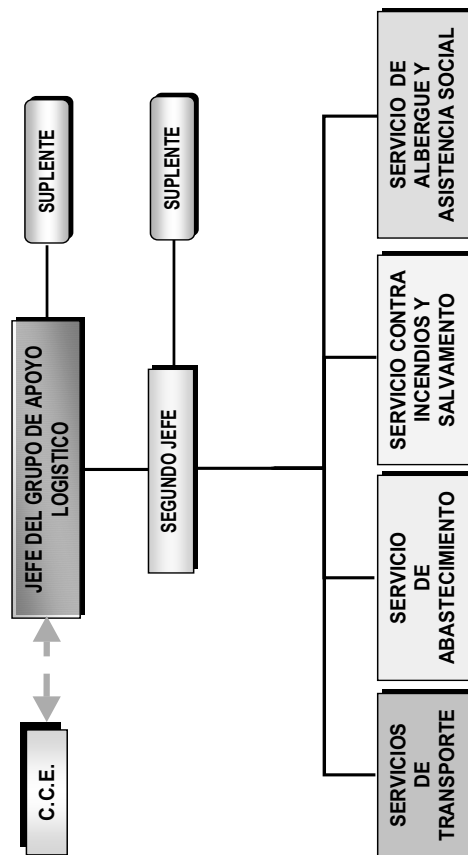 C.C.E.
JEFE DEL GRUPO DE APOYO
LOGISTICO
SUPLENTE
SEGUNDO JEFE
SUPLENTE
SERVICIOS
DE
TRANSPORTE
SERVICIO
DE
ABASTECIMIENTO
SERVICIO CONTRA
INCENDIOS Y
SALVAMENTO
SERVICIO DE
ALBERGUE Y
ASISTENCIA SOCIAL